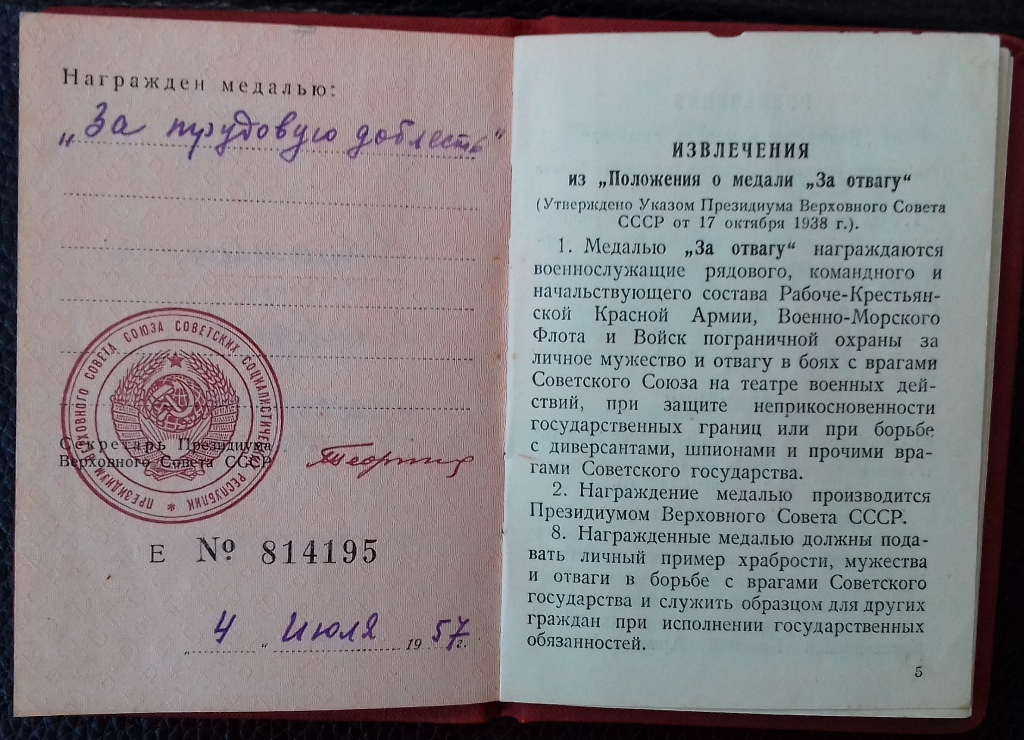 Награжден медалью:
„За трудовую доблесть“
ПРЕЗИДИУМ ВЕРХОВНОГО СОВЕТА СОЮЗА СОВЕТСКИХ СОЦИАЛИСТИЧЕСКИХ РЕСПУБЛИК
Секретарь Президиума
Верховного Совета СССР
Е № 814195
„ 4 “ Июля 1957 г.
ИЗВЛЕЧЕНИЯ
из „Положения о медали „За отвагу“
(Утверждено Указом Президиума Верховного Совета
СССР от 17 октября 1938 г.).
1. Медалью „За отвагу“ награждаются
военнослужащие рядового, командного и
начальствующего состава Рабоче-Крестьян-
ской Красной Армии, Военно-Морского
Флота и Войск пограничной охраны за
личное мужество и отвагу в боях с врагами
Советского Союза на театре военных дей-
ствий, при защите неприкосновенности
государственных границ или при борьбе
с диверсантами, шпионами и прочими вра-
гами Советского государства.
2. Награждение медалью производится
Президиумом Верховного Совета СССР.
8. Награжденные медалью должны пода-
вать личный пример храбрости, мужества
и отваги в борьбе с врагами Советского
государства и служить образцом для других
граждан при исполнении государственных
обязанностей.
5